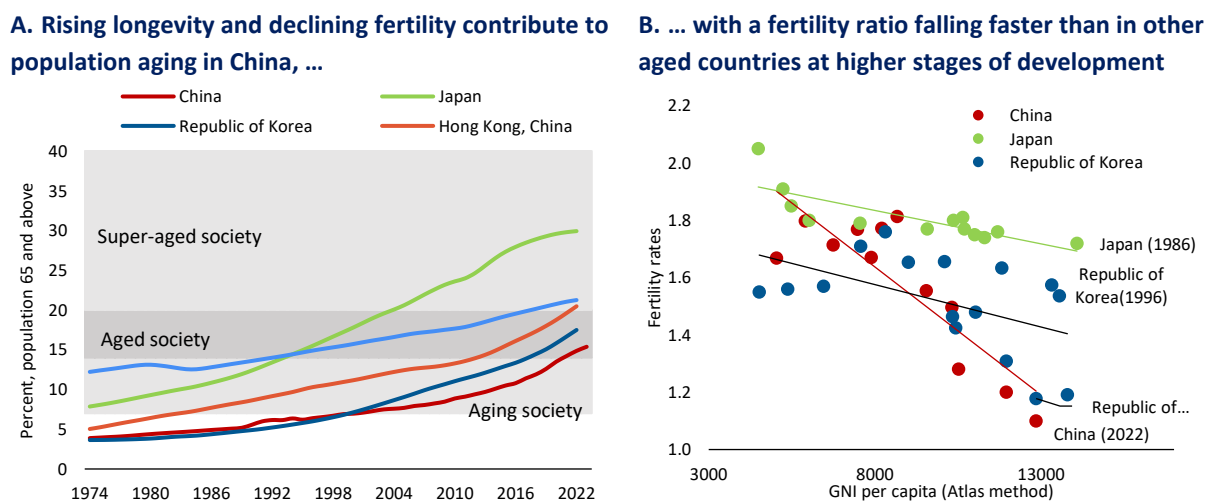 A. Rising longevity and declining fertility contribute to
population aging in China, …
China
Japan
Republic of Korea
Hong Kong, China
Percent, population 65 and above
40
35
30
25
20
15
10
5
0
Super-aged society
Aged society
Aging society
1974 1980 1986 1992 1998 2004 2010 2016 2022
B. … with a fertility ratio falling faster than in other
aged countries at higher stages of development
China
Japan
Republic of Korea
Fertility rates
2.2
2.0
1.8
1.6
1.4
1.2
1.0
Japan (1986)
Republic of
Korea(1996)
Republic of…
China (2022)
3000 8000 13000
GNI per capita (Atlas method)